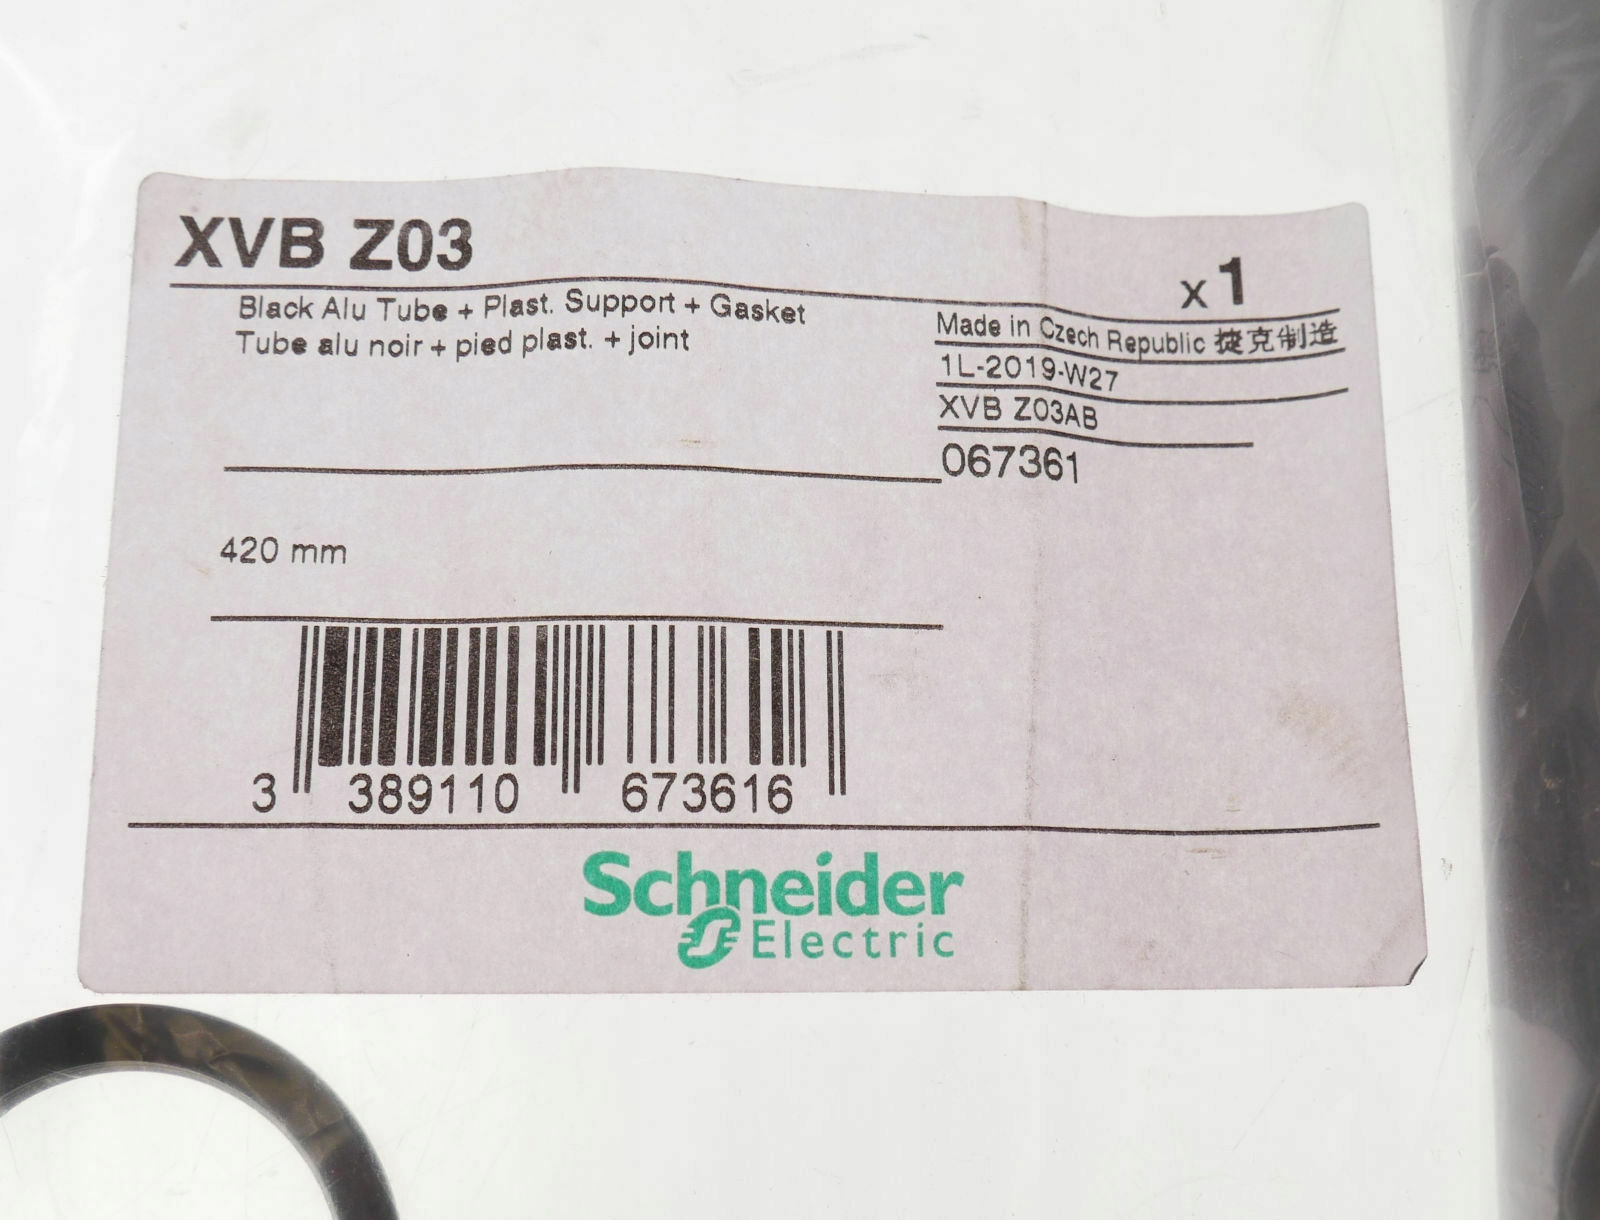 XVB Z03
x 1
Black Alu Tube + Plast. Support + Gasket
Tube alu noir + pied plast. + joint
Made in Czech Republic 捷克制造
1L-2019-W27
XVB Z03AB
067361
420 mm
3 389110 673616
Schneider
Electric